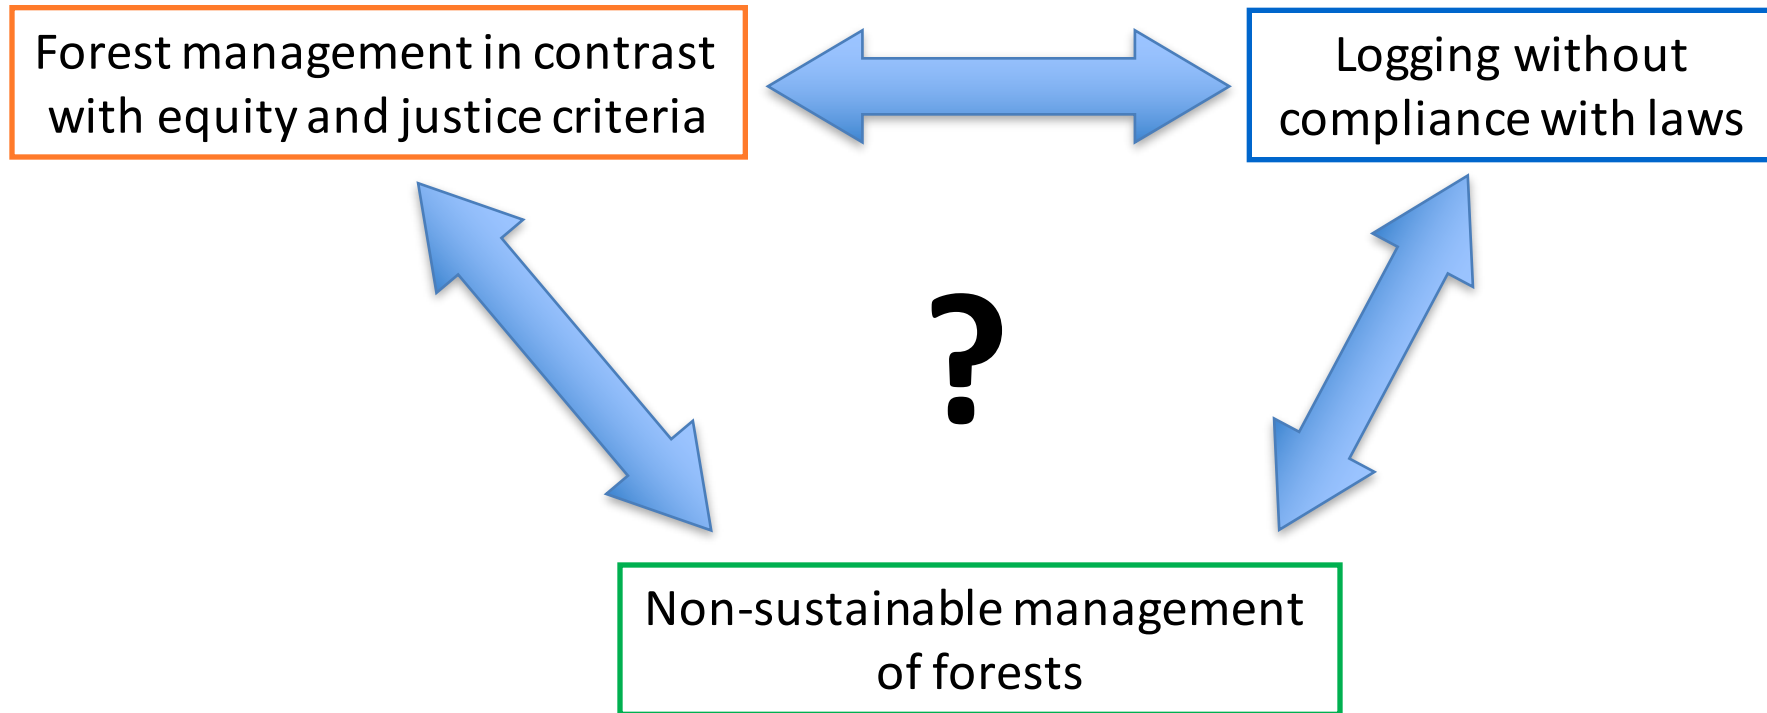 Forest management in contrast
with equity and justice criteria
Logging without
compliance with laws
?
Non-sustainable management
of forests